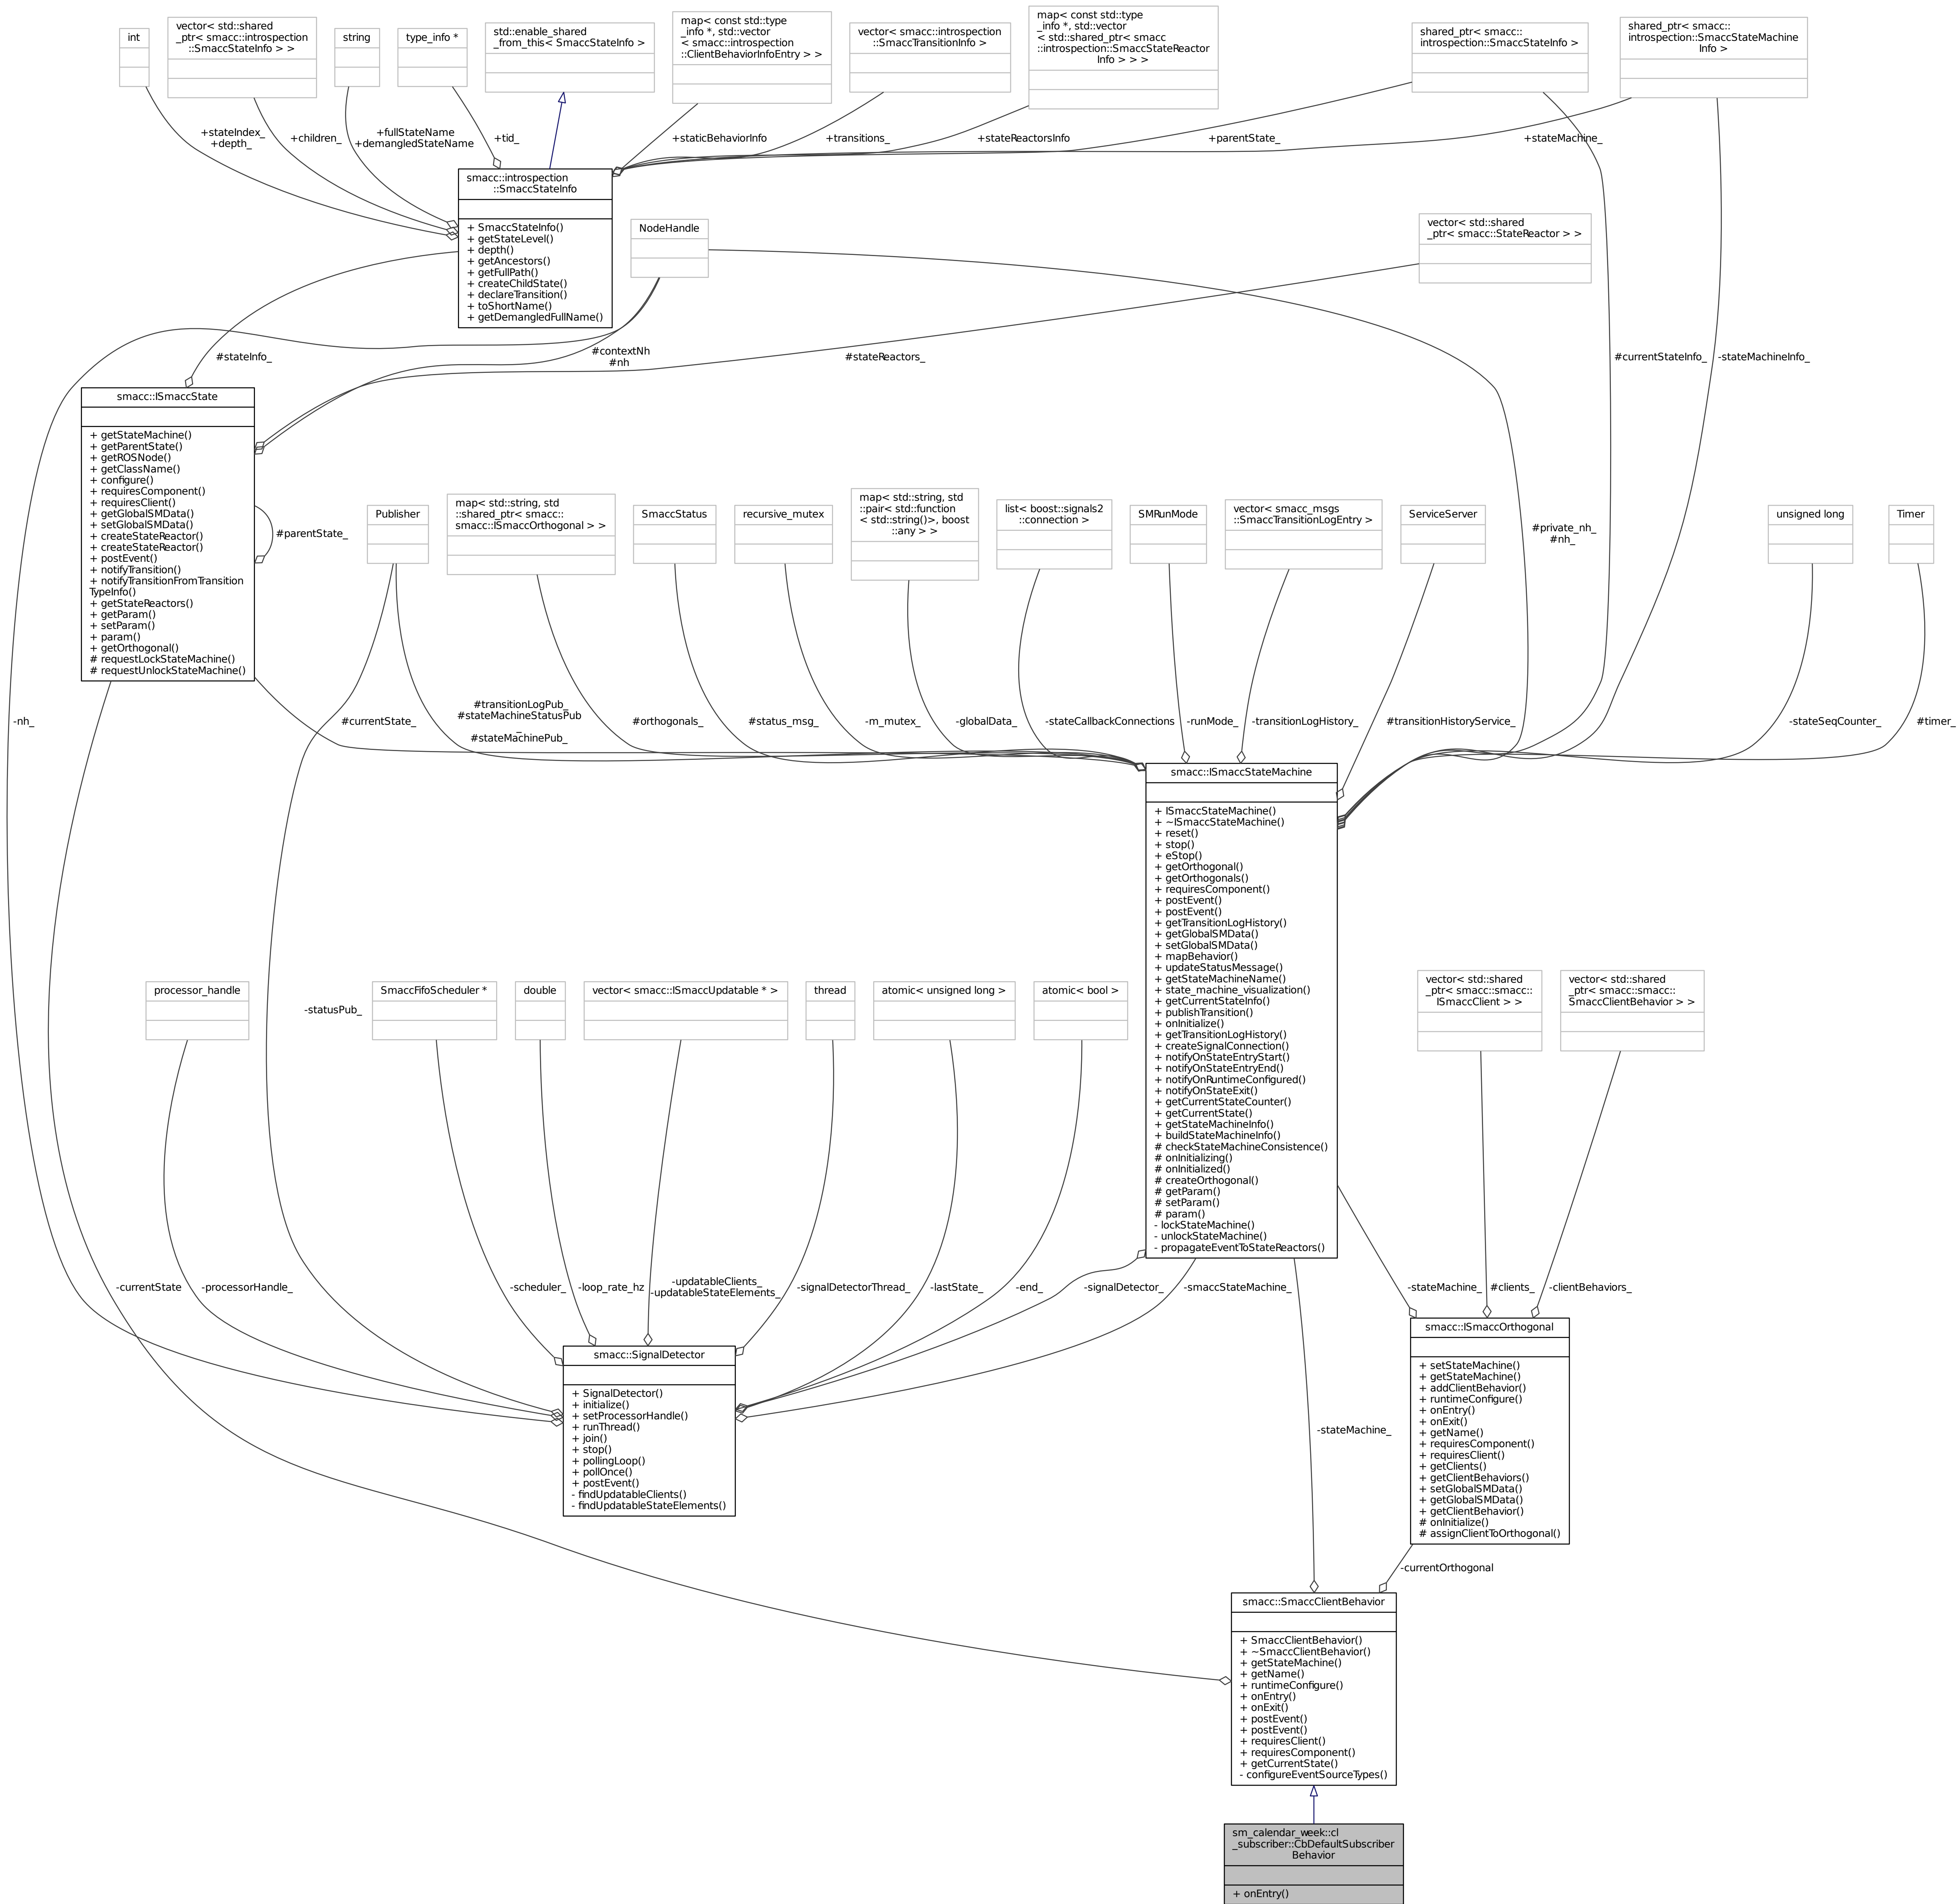 int
vector< std::shared
_ptr< smacc::introspection
::SmaccStateInfo > >
string
type_info *
std::enable_shared
_from_this< SmaccStateInfo >
map< const std::type
_info *, std::vector
< smacc::introspection
::ClientBehaviorInfoEntry > >
vector< smacc::introspection
::SmaccTransitionInfo >
map< const std::type
_info *, std::vector
< std::shared_ptr< smacc
::introspection::SmaccStateReactor
Info > > >
shared_ptr< smacc::
introspection::SmaccStateInfo >
shared_ptr< smacc::
introspection::SmaccStateMachine
Info >
+stateIndex_
+depth_
+children_
+fullStateName
+demangledStateName
+tid_
+staticBehaviorInfo
+transitions_
+stateReactorsInfo
+parentState_
+stateMachine_
smacc::introspection
::SmaccStateInfo
+ SmaccStateInfo()
+ getStateLevel()
+ depth()
+ getAncestors()
+ getFullPath()
+ createChildState()
+ declareTransition()
+ toShortName()
+ getDemangledFullName()
NodeHandle
vector< std::shared
_ptr< smacc::StateReactor > >
#stateInfo_
#contextNh
#nh
#stateReactors_
#currentStateInfo_
-stateMachineInfo_
smacc::ISmaccState
+ getStateMachine()
+ getParentState()
+ getROSNode()
+ getClassName()
+ configure()
+ requiresComponent()
+ requiresClient()
+ getGlobalSMData()
+ setGlobalSMData()
+ createStateReactor()
+ createStateReactor()
+ postEvent()
+ notifyTransition()
+ notifyTransitionFromTransition
TypeInfo()
+ getStateReactors()
+ getParam()
+ setParam()
+ param()
+ getOrthogonal()
# requestLockStateMachine()
# requestUnlockStateMachine()
#parentState_
Publisher
map< std::string, std
::shared_ptr< smacc::
smacc::ISmaccOrthogonal > >
SmaccStatus
recursive_mutex
map< std::string, std
::pair< std::function
< std::string()>, boost
::any > >
list< boost::signals2
::connection >
SMRunMode
vector< smacc_msgs
::SmaccTransitionLogEntry >
ServiceServer
#private_nh_
#nh_
unsigned long
Timer
-nh_
#currentState_
#transitionLogPub_
#stateMachineStatusPub
_
#stateMachinePub_
#orthogonals_
#status_msg_
-m_mutex_
-globalData_
-stateCallbackConnections
-runMode_
-transitionLogHistory_
#transitionHistoryService_
-stateSeqCounter_
#timer_
smacc::ISmaccStateMachine
+ ISmaccStateMachine()
+ ~ISmaccStateMachine()
+ reset()
+ stop()
+ eStop()
+ getOrthogonal()
+ getOrthogonals()
+ requiresComponent()
+ postEvent()
+ postEvent()
+ getTransitionLogHistory()
+ getGlobalSMData()
+ setGlobalSMData()
+ mapBehavior()
+ updateStatusMessage()
+ getStateMachineName()
+ state_machine_visualization()
+ getCurrentStateInfo()
+ publishTransition()
+ onInitialize()
+ getTransitionLogHistory()
+ createSignalConnection()
+ notifyOnStateEntryStart()
+ notifyOnStateEntryEnd()
+ notifyOnRuntimeConfigured()
+ notifyOnStateExit()
+ getCurrentStateCounter()
+ getCurrentState()
+ getStateMachineInfo()
+ buildStateMachineInfo()
# checkStateMachineConsistence()
# onInitializing()
# onInitialized()
# createOrthogonal()
# getParam()
# setParam()
# param()
- lockStateMachine()
- unlockStateMachine()
- propagateEventToStateReactors()
processor_handle
-statusPub_
SmaccFifoScheduler *
double
vector< smacc::ISmaccUpdatable * >
thread
atomic< unsigned long >
atomic< bool >
vector< std::shared
_ptr< smacc::smacc::
ISmaccClient > >
vector< std::shared
_ptr< smacc::smacc::
SmaccClientBehavior > >
-currentState
-processorHandle_
-scheduler_
-loop_rate_hz
-updatableClients_
-updatableStateElements_
-signalDetectorThread_
-lastState_
-end_
-signalDetector_
-smaccStateMachine_
-stateMachine_
#clients_
-clientBehaviors_
smacc::SignalDetector
+ SignalDetector()
+ initialize()
+ setProcessorHandle()
+ runThread()
+ join()
+ stop()
+ pollingLoop()
+ pollOnce()
+ postEvent()
- findUpdatableClients()
- findUpdatableStateElements()
smacc::ISmaccOrthogonal
+ setStateMachine()
+ getStateMachine()
+ addClientBehavior()
+ runtimeConfigure()
+ onEntry()
+ onExit()
+ getName()
+ requiresComponent()
+ requiresClient()
+ getClients()
+ getClientBehaviors()
+ setGlobalSMData()
+ getGlobalSMData()
+ getClientBehavior()
# onInitialize()
# assignClientToOrthogonal()
-stateMachine_
-currentOrthogonal
smacc::SmaccClientBehavior
+ SmaccClientBehavior()
+ ~SmaccClientBehavior()
+ getStateMachine()
+ getName()
+ runtimeConfigure()
+ onEntry()
+ onExit()
+ postEvent()
+ postEvent()
+ requiresClient()
+ requiresComponent()
+ getCurrentState()
- configureEventSourceTypes()
sm_calendar_week::cl
_subscriber::CbDefaultSubscriber
Behavior
+ onEntry()